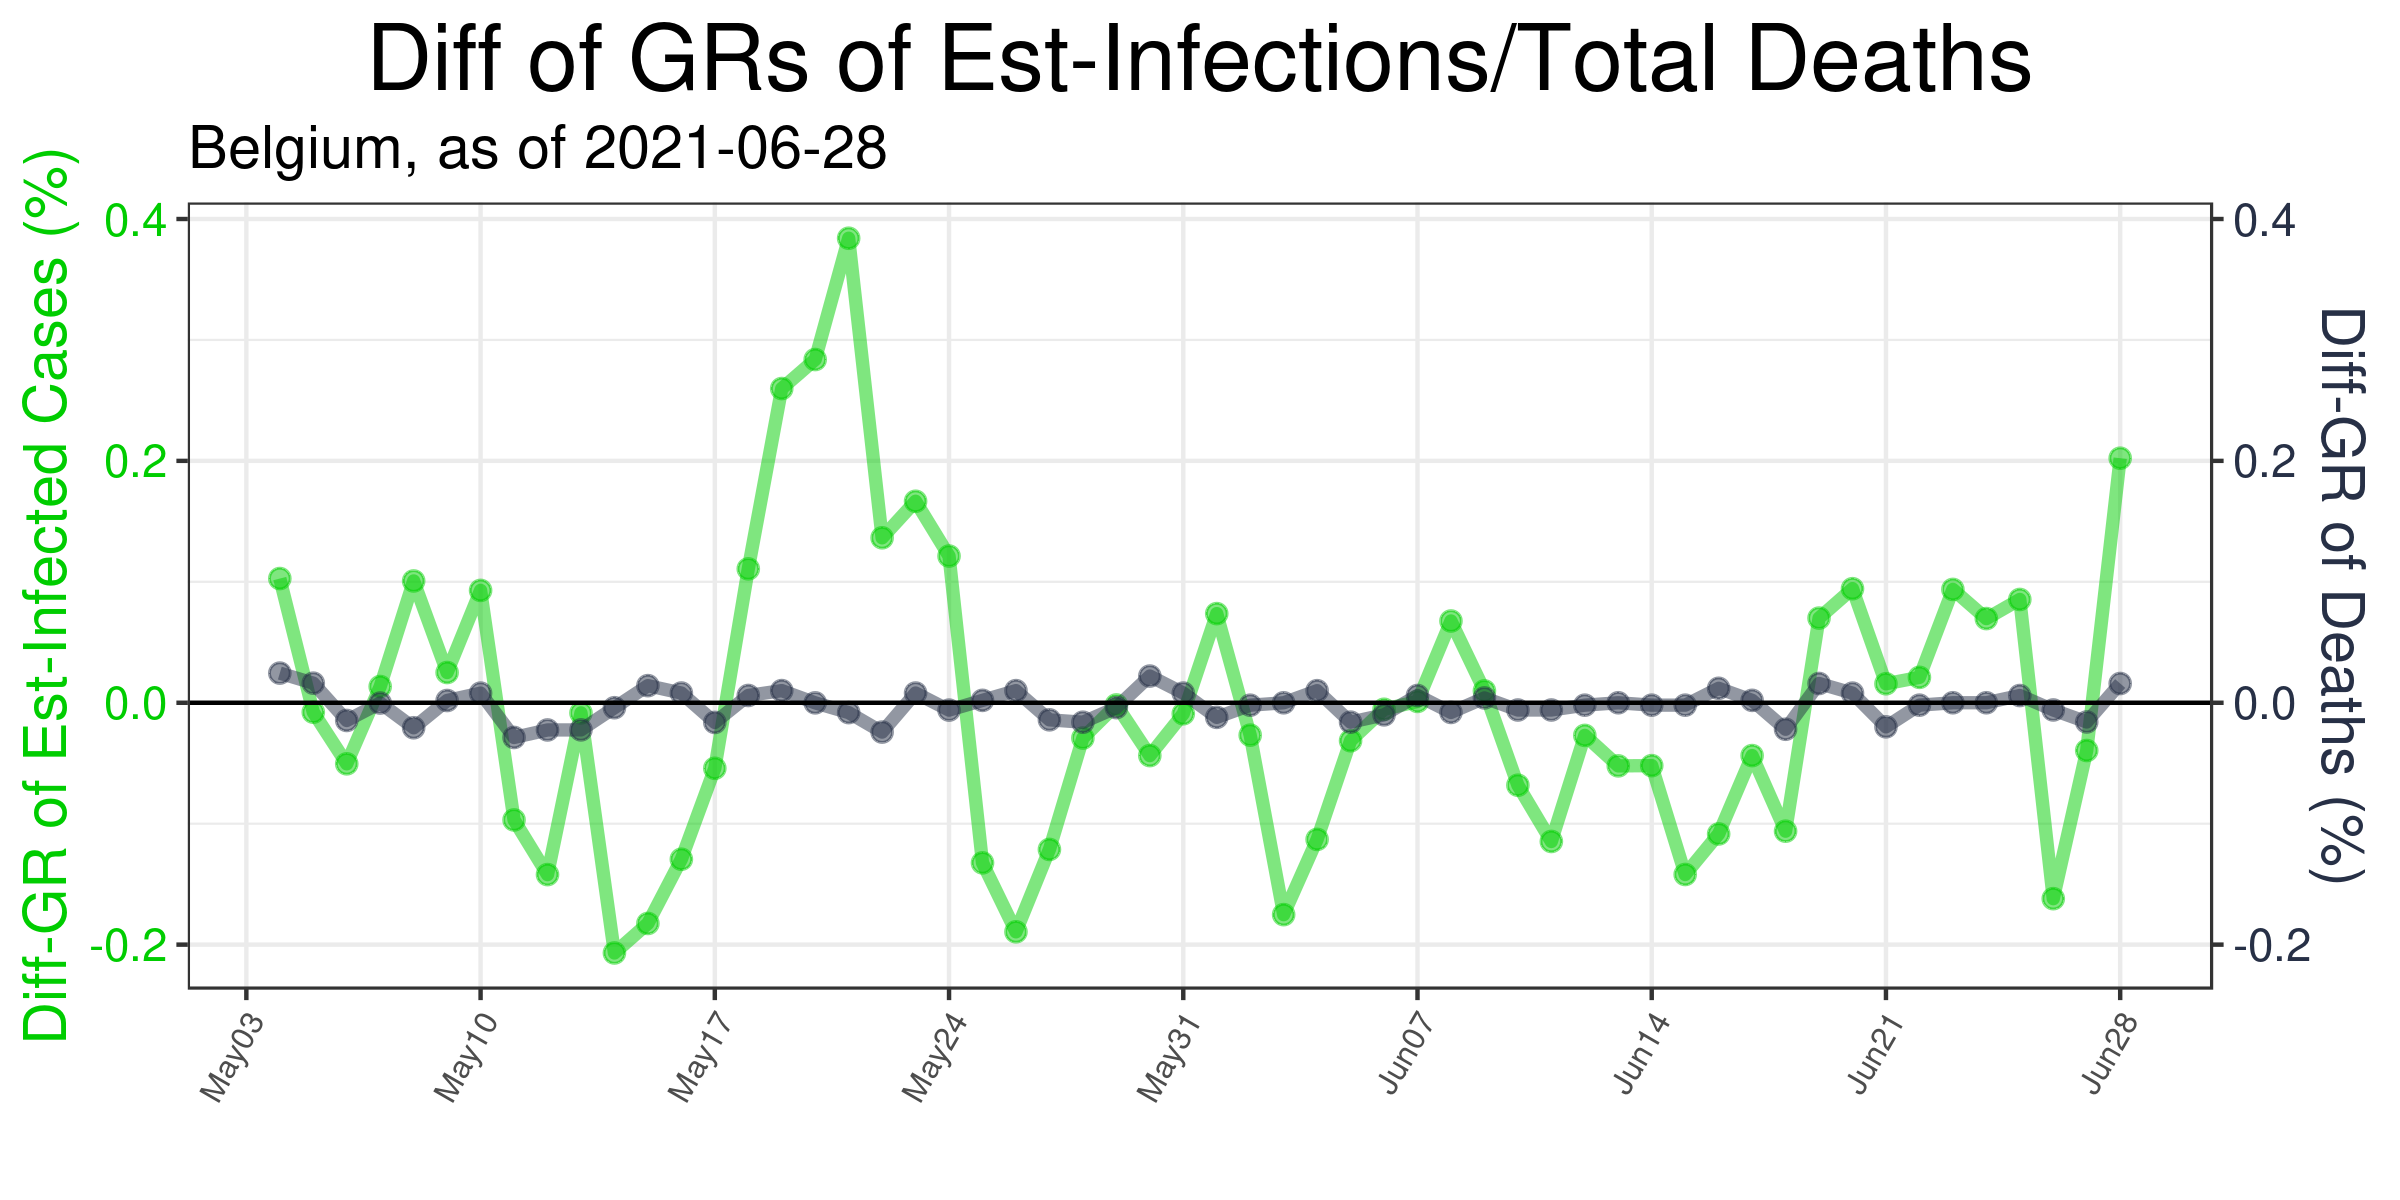 Diff of GRs of Est-Infections/Total Deaths
Belgium, as of 2021-06-28
Diff-GR of Est-Infected Cases (%)
0.4
0.2
0.0
-0.2
0.4
0.2
0.0
-0.2
Diff-GR of Deaths (%)
May03
May10
May17
May24
May31
Jun07
Jun14
Jun21
Jun28